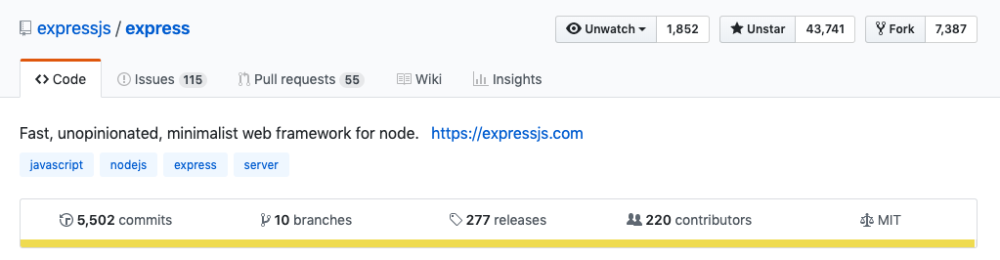 expressjs / express Unwatch 1,852 Unstar 43,741 Fork 7,387
Code Issues 115 Pull requests 55 Wiki Insights
Fast, unopinionated, minimalist web framework for node. https://expressjs.com
javascript nodejs express server
5,502 commits 10 branches 277 releases 220 contributors MIT